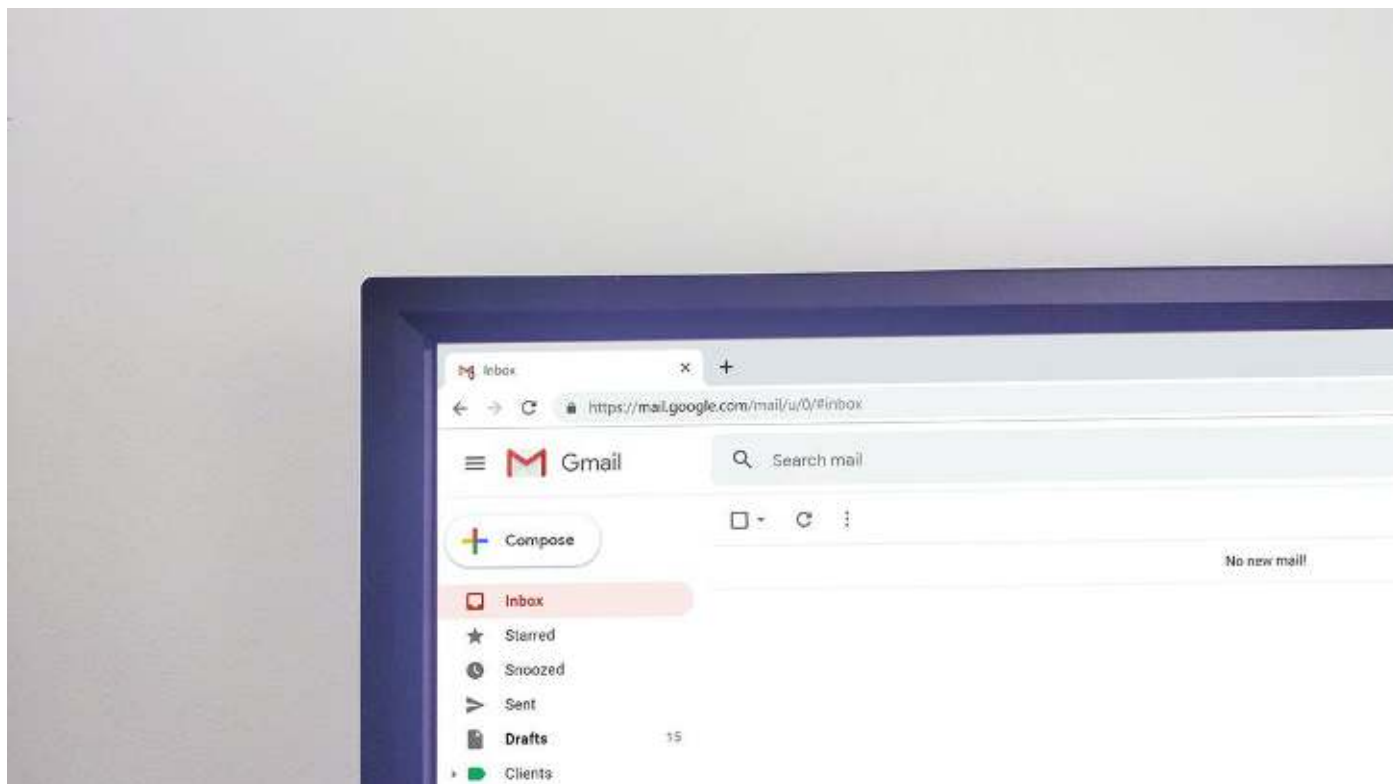 Inbox
https://mail.google.com/mail/u/0/#inbox
Gmail
Search mail
Compose
No new mail!
Inbox
Starred
Snoozed
Sent
Drafts 15
Clients